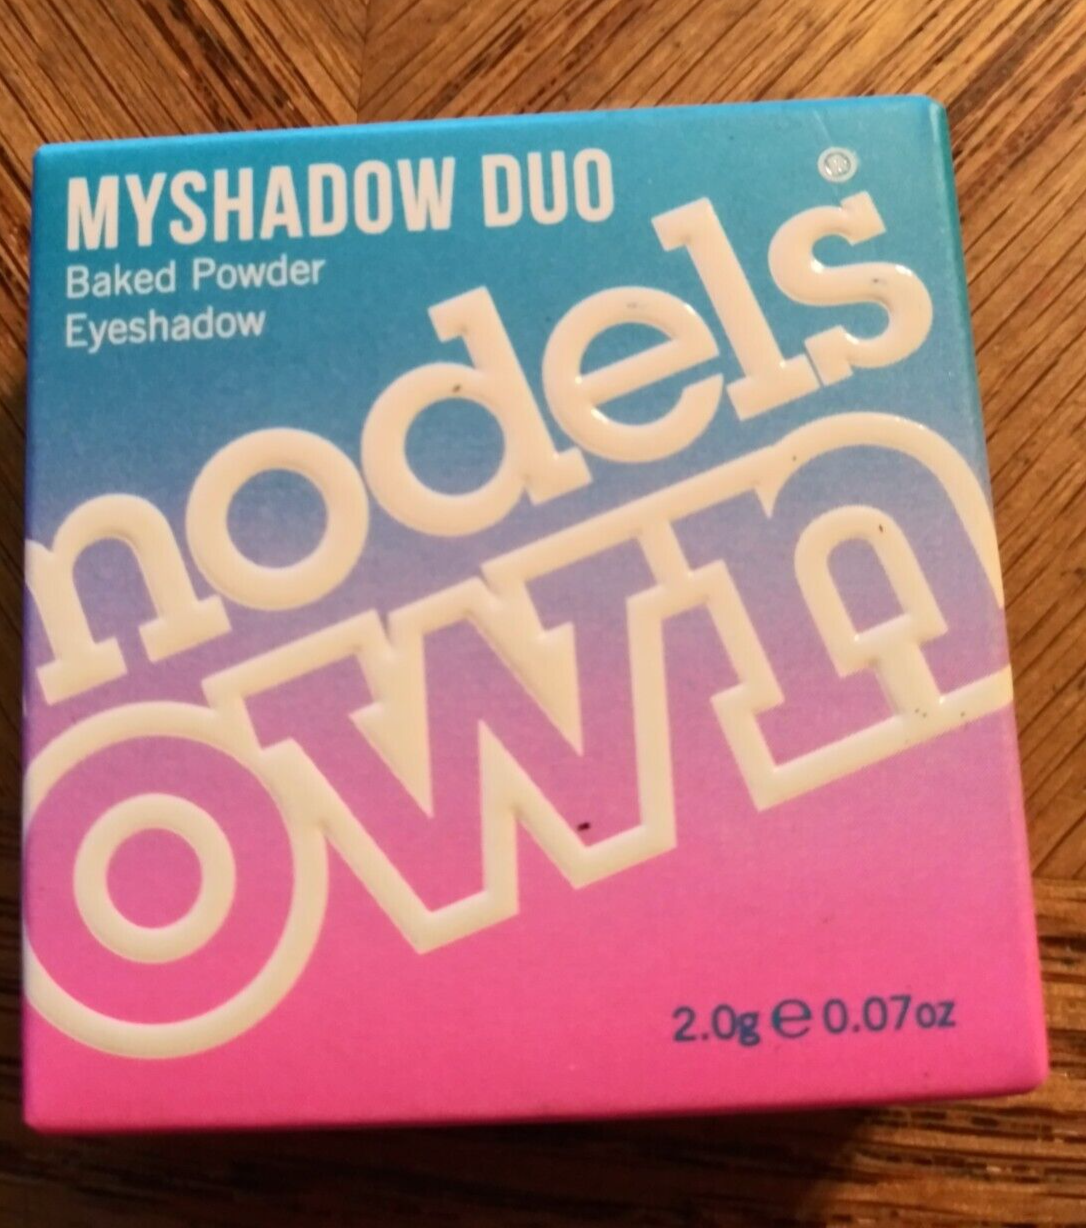 MYSHADOW DUO
Baked Powder
Eyeshadow
models®
own
2.0g ℮ 0.07oz